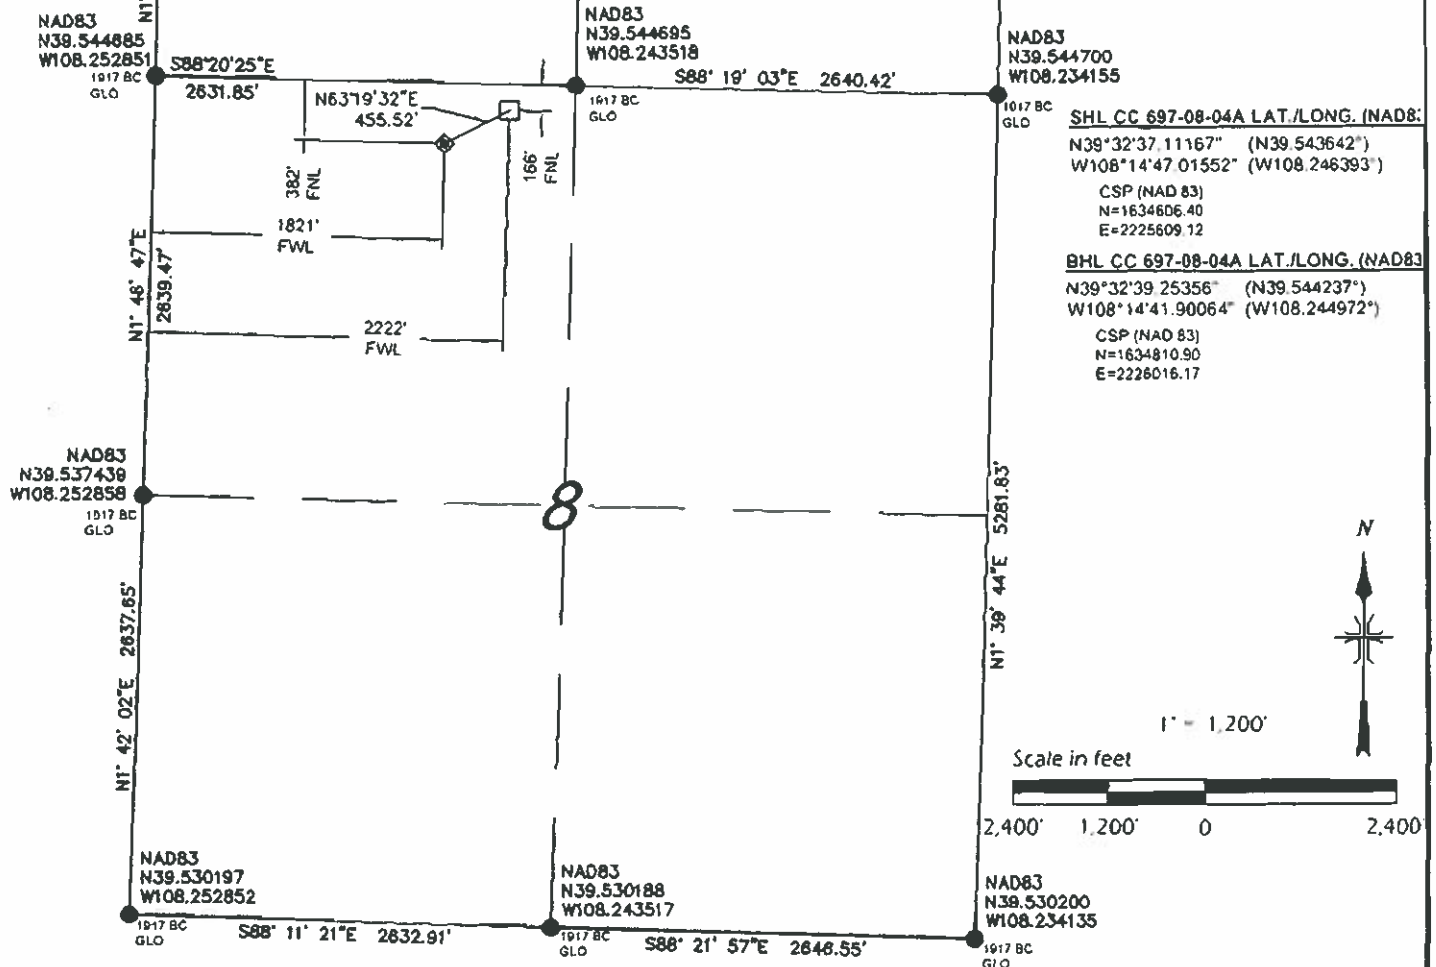 N1°
NAD83
N39.544685
W108.252851
1917 BC
GLO
S88°20'25"E
2631.85'
NAD83
N39.544695
W108.243518
1917 BC
GLO
S88° 19' 03"E 2640.42'
NAD83
N39.544700
W108.234155
1917 BC
GLO
N63°19'32"E
455.52'
382'
FNL
166'
FNL
1821'
FWL
2222'
FWL
N1° 46' 47"E
2639.47'
SHL CC 697-08-04A LAT./LONG. (NAD83
N39°32'37.11167" (N39.543642°)
W108°14'47.01552" (W108.246393°)
CSP (NAD 83)
N=1634606.40
E=2225609.12
BHL CC 697-08-04A LAT./LONG. (NAD83
N39°32'39.25356" (N39.544237°)
W108°14'41.90064" (W108.244972°)
CSP (NAD 83)
N=1634810.90
E=2226016.17
NAD83
N39.537439
W108.252858
1917 BC
GLO
8
N1° 39' 44"E 5281.83'
N1° 42' 02"E 2637.65'
N
1" = 1,200'
Scale in feet
2,400' 1,200' 0 2,400'
NAD83
N39.530197
W108.252852
1917 BC
GLO
S88° 11' 21"E 2632.91'
NAD83
N39.530188
W108.243517
1917 BC
GLO
S88° 21' 57"E 2646.55'
NAD83
N39.530200
W108.234135
1917 BC
GLO